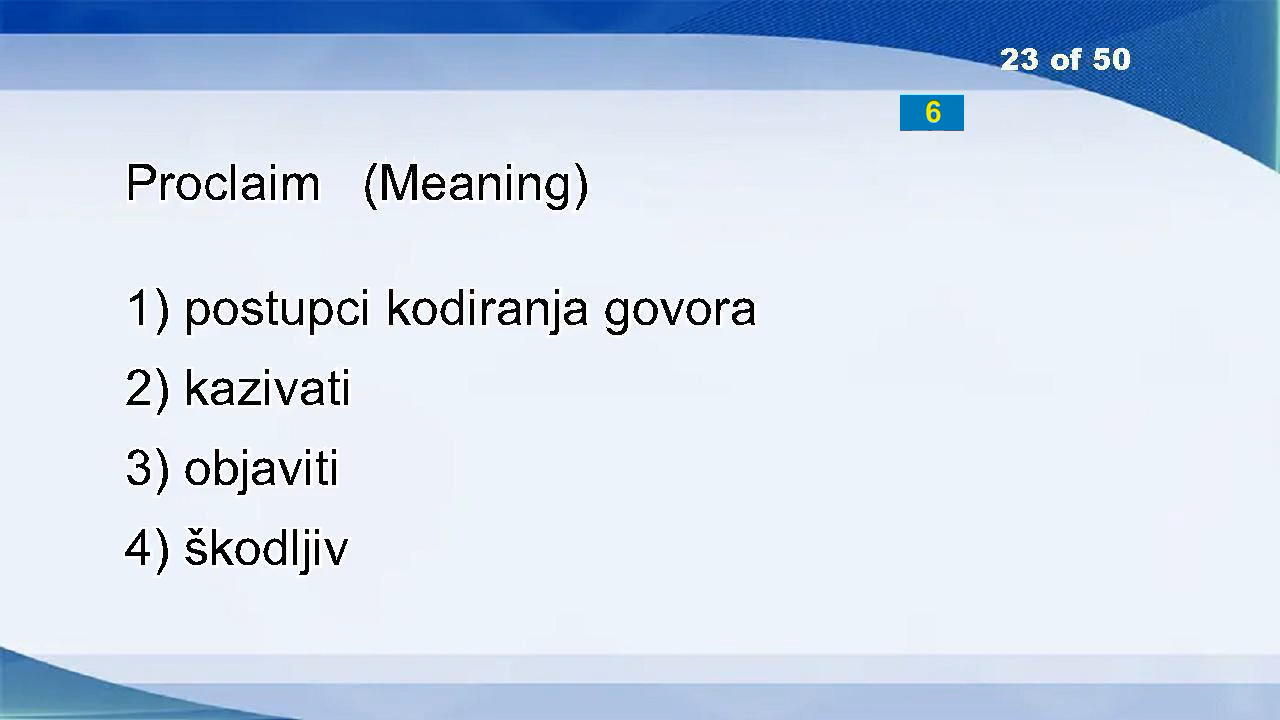 23 of 50
6
Proclaim (Meaning)
1) postupci kodiranja govora
2) kazivati
3) objaviti
4) škodljiv